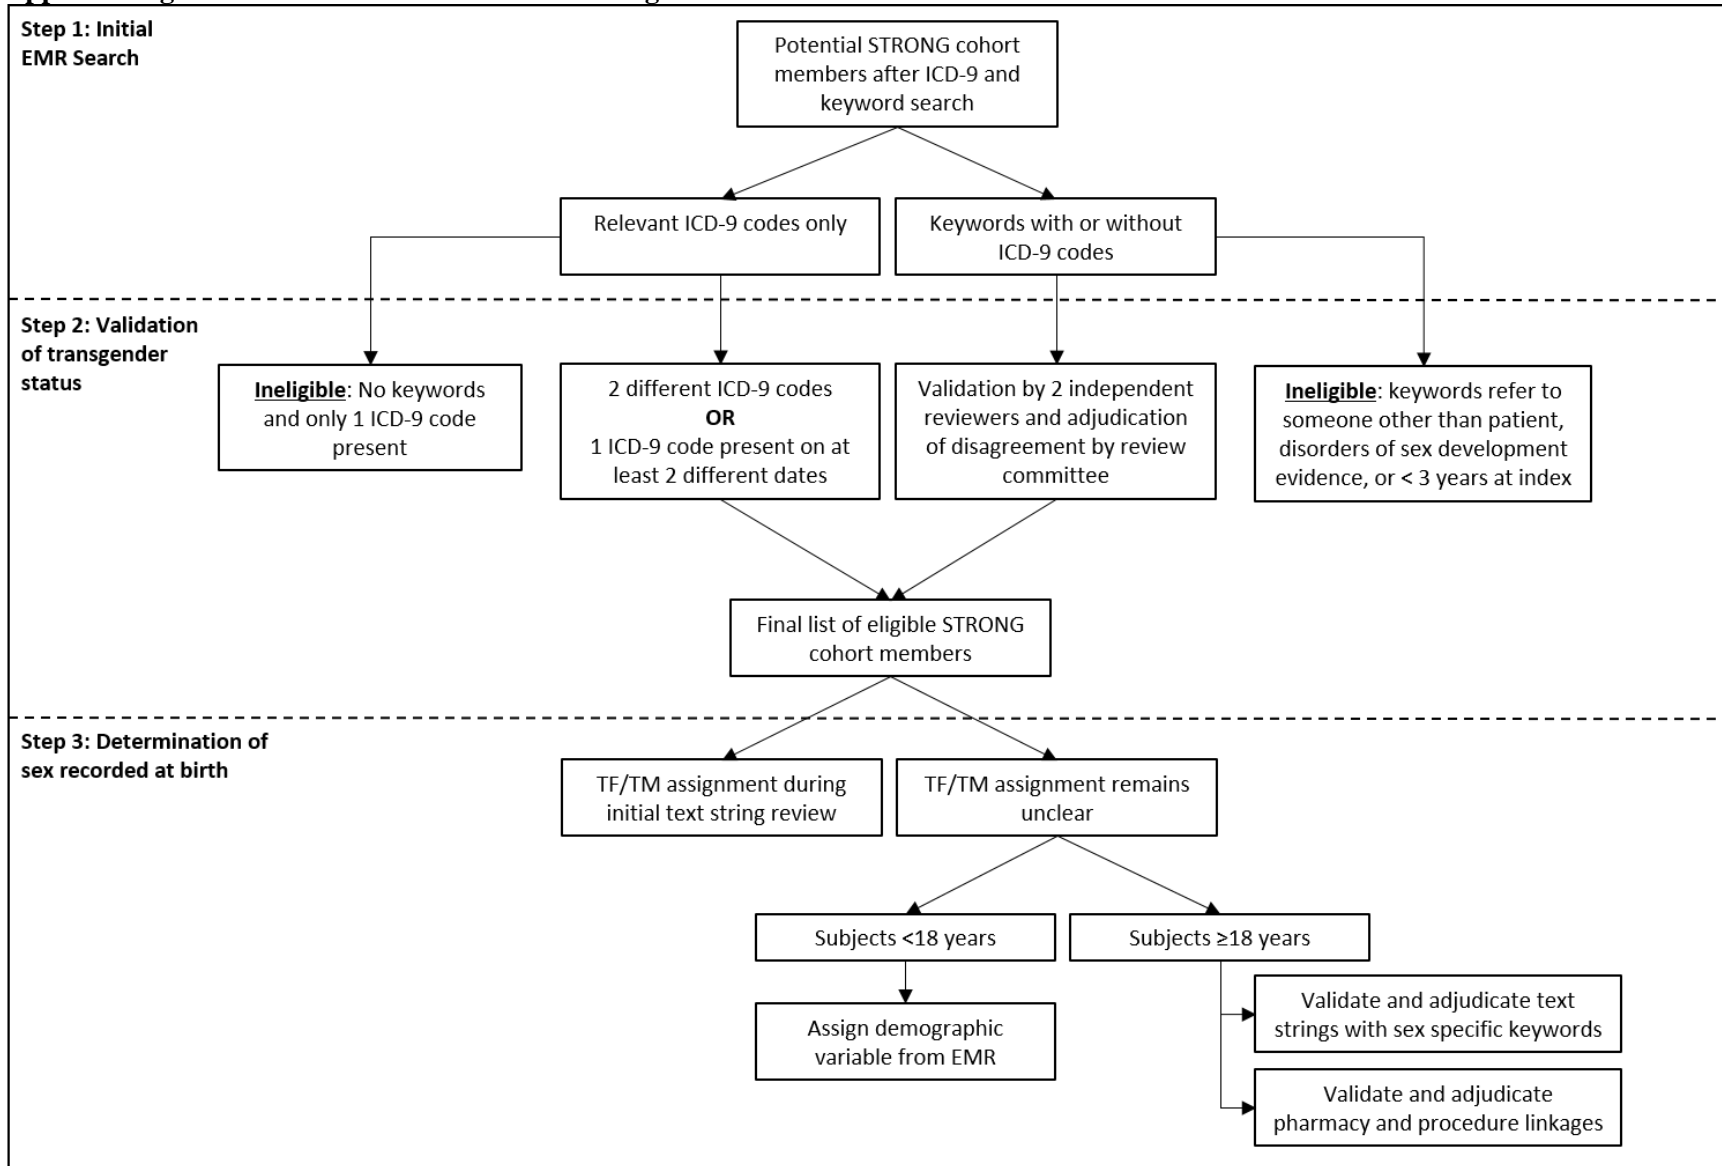 Step 1: Initial
EMR Search
Potential STRONG cohort
members after ICD-9 and
keyword search
Relevant ICD-9 codes only
Keywords with or without
ICD-9 codes
Step 2: Validation
of transgender
status
Ineligible: No keywords
and only 1 ICD-9 code
present
2 different ICD-9 codes
OR
1 ICD-9 code present on at
least 2 different dates
Validation by 2 independent
reviewers and adjudication
of disagreement by review
committee
Ineligible: keywords refer to
someone other than patient,
disorders of sex development
evidence, or < 3 years at index
Final list of eligible STRONG
cohort members
Step 3: Determination of
sex recorded at birth
TF/TM assignment during
initial text string review
TF/TM assignment remains
unclear
Subjects <18 years
Subjects ≥18 years
Assign demographic
variable from EMR
Validate and adjudicate text
strings with sex specific keywords
Validate and adjudicate
pharmacy and procedure linkages